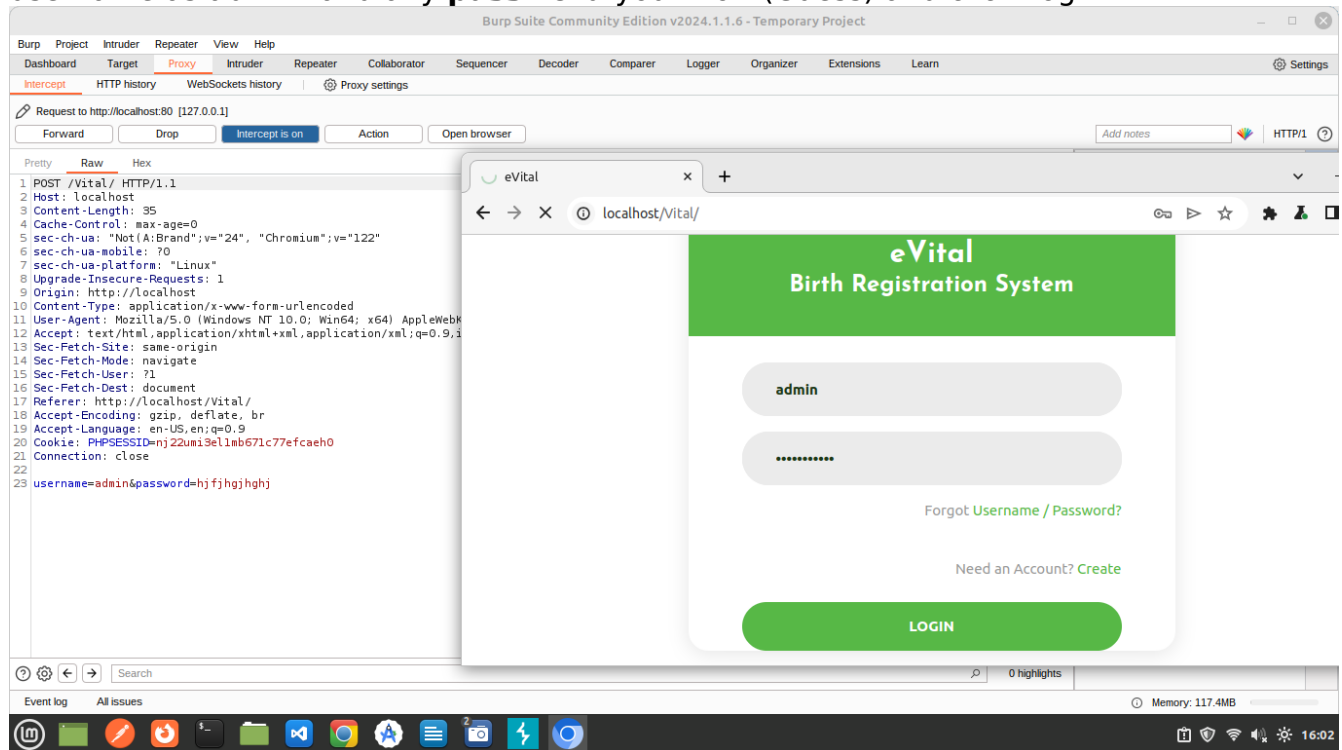 Burp Suite Community Edition v2024.1.1.6 - Temporary Project
Burp Project Intruder Repeater View Help
Dashboard Target Proxy Intruder Repeater Collaborator Sequencer Decoder Comparer Logger Organizer Extensions Learn Settings
Intercept HTTP history WebSockets history Proxy settings
Request to http://localhost:80 [127.0.0.1]
Forward Drop Intercept is on Action Open browser Add notes HTTP/1
Pretty Raw Hex
1 POST /Vital/ HTTP/1.1
2 Host: localhost
3 Content-Length: 35
4 Cache-Control: max-age=0
5 sec-ch-ua: "Not(A:Brand";v="24", "Chromium";v="122"
6 sec-ch-ua-mobile: ?0
7 sec-ch-ua-platform: "Linux"
8 Upgrade-Insecure-Requests: 1
9 Origin: http://localhost
10 Content-Type: application/x-www-form-urlencoded
11 User-Agent: Mozilla/5.0 (Windows NT 10.0; Win64; x64) AppleWebK
12 Accept: text/html,application/xhtml+xml,application/xml;q=0.9,i
13 Sec-Fetch-Site: same-origin
14 Sec-Fetch-Mode: navigate
15 Sec-Fetch-User: ?1
16 Sec-Fetch-Dest: document
17 Referer: http://localhost/Vital/
18 Accept-Encoding: gzip, deflate, br
19 Accept-Language: en-US,en;q=0.9
20 Cookie: PHPSESSID=nj22umi3el1mb671c77efcaeh0
21 Connection: close
22
23 username=admin&password=hjfjhgjhghj
eVital
localhost/Vital/
eVital
Birth Registration System
admin
•••••••••••
Forgot Username / Password?
Need an Account? Create
LOGIN
Search 0 highlights
Event log All issues Memory: 117.4MB
2
16:02